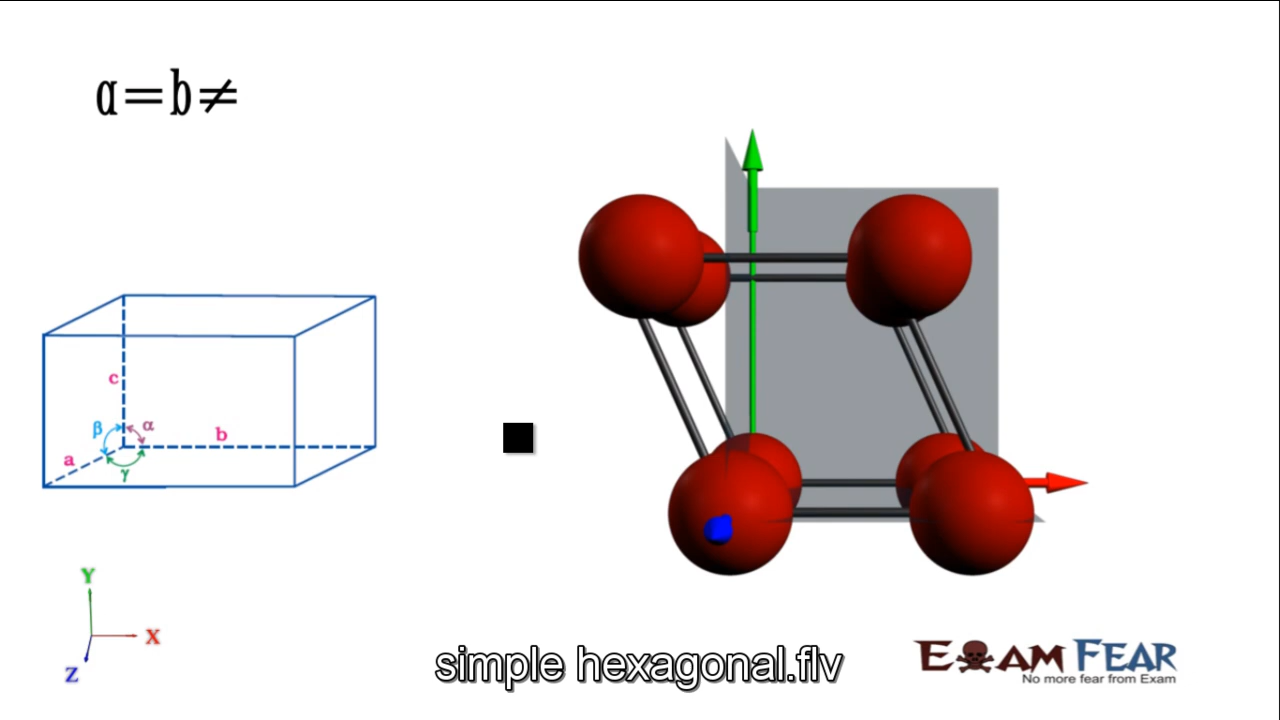 a=b≠
c
β
α
b
a
γ
Y
X
Z
simple hexagonal.flv
EXAM FEAR
No more fear from Exam